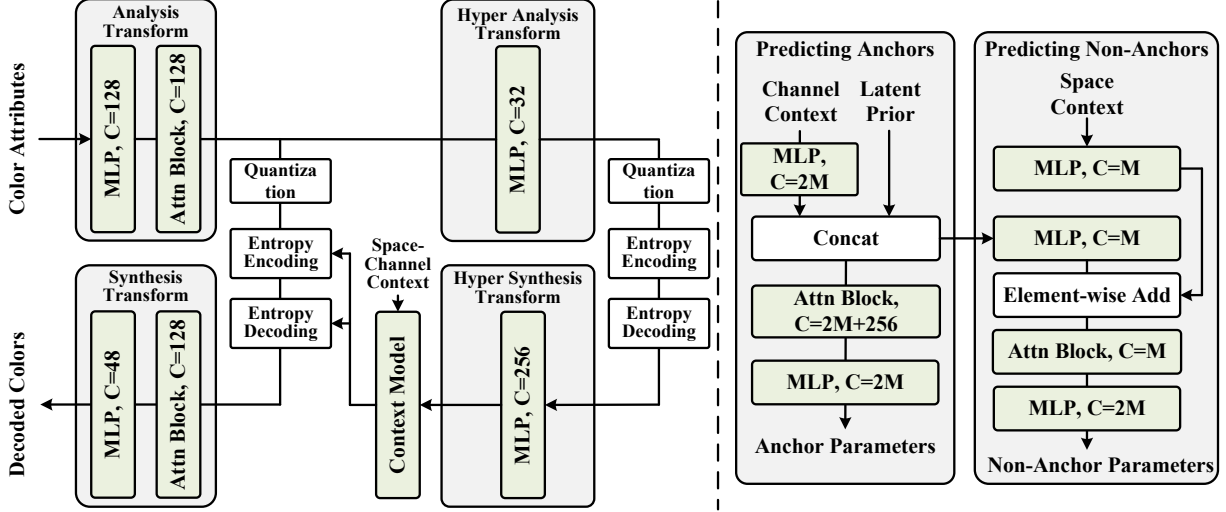 Color Attributes
Analysis
Transform
MLP, C=128
Attn Block, C=128
Quantiza
tion
Entropy
Encoding
Entropy
Decoding
Hyper Analysis
Transform
MLP, C=32
Quantiza
tion
Entropy
Encoding
Entropy
Decoding
Decoded Colors
Synthesis
Transform
MLP, C=48
Attn Block, C=128
Space-
Channel
Context
Context Model
Hyper Synthesis
Transform
MLP, C=256
Predicting Anchors
Channel
Context
Latent
Prior
MLP,
C=2M
Concat
Attn Block,
C=2M+256
MLP, C=2M
Anchor Parameters
Predicting Non-Anchors
Space
Context
MLP, C=M
MLP, C=M
Element-wise Add
Attn Block, C=M
MLP, C=2M
Non-Anchor Parameters